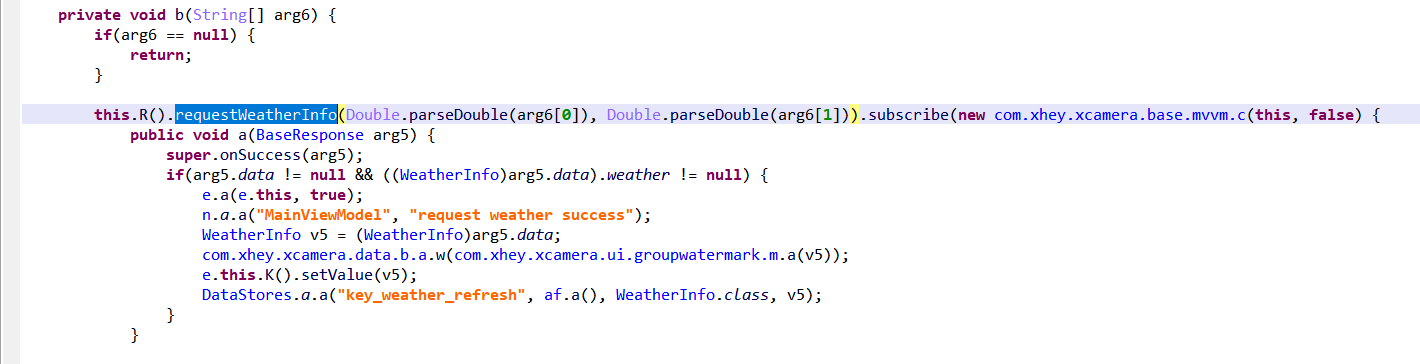 private void b(String[] arg6) {
if(arg6 == null) {
return;
}
this.R().requestWeatherInfo(Double.parseDouble(arg6[0]), Double.parseDouble(arg6[1])).subscribe(new com.xhey.xcamera.base.mvvm.c(this, false) {
public void a(BaseResponse arg5) {
super.onSuccess(arg5);
if(arg5.data != null && ((WeatherInfo)arg5.data).weather != null) {
e.a(e.this, true);
n.a.a("MainViewModel", "request weather success");
WeatherInfo v5 = (WeatherInfo)arg5.data;
com.xhey.xcamera.data.b.a.w(com.xhey.xcamera.ui.groupwatermark.m.a(v5));
e.this.K().setValue(v5);
DataStores.a.a("key_weather_refresh", af.a(), WeatherInfo.class, v5);
}
}